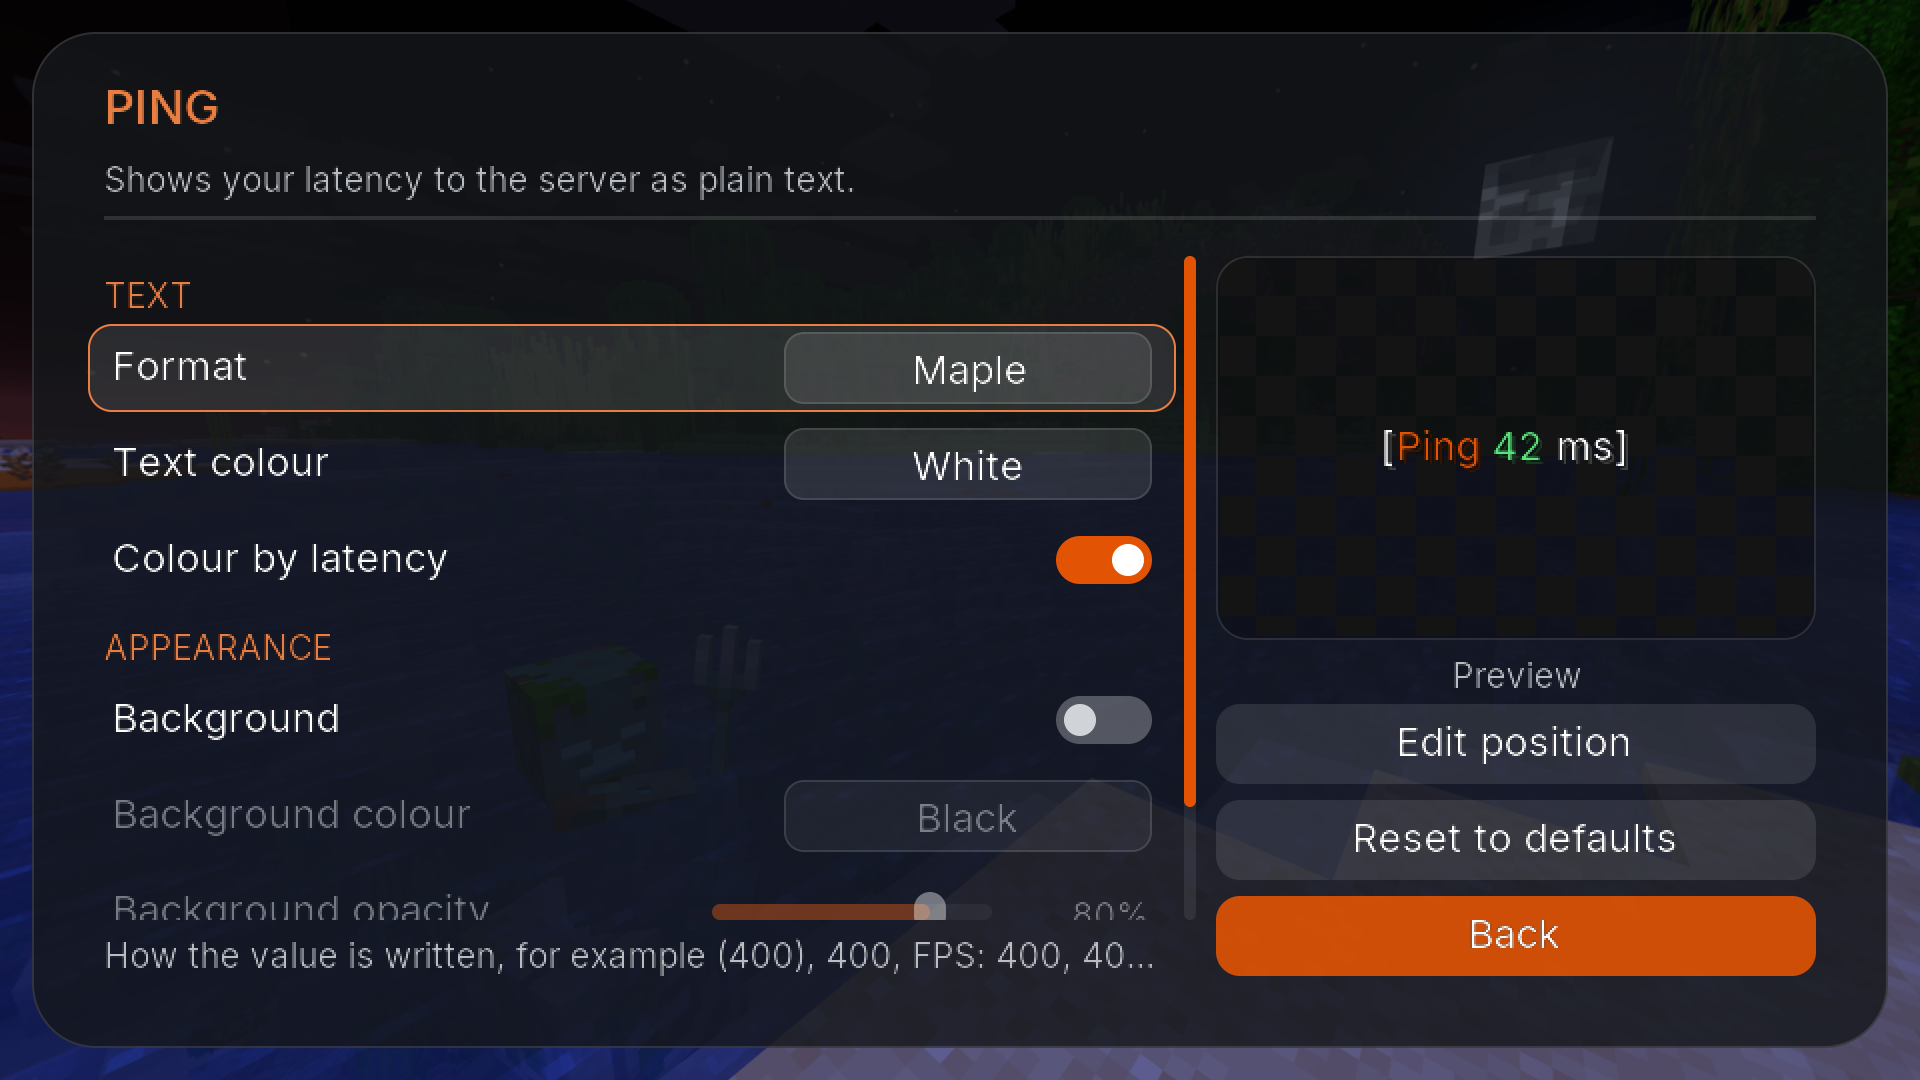 PING
Shows your latency to the server as plain text.
TEXT
Format
Maple
Text colour
White
Colour by latency
APPEARANCE
Background
Background colour
Black
Background opacity
80%
How the value is written, for example (400), 400, FPS: 400, 40...
[Ping 42 ms]
Preview
Edit position
Reset to defaults
Back